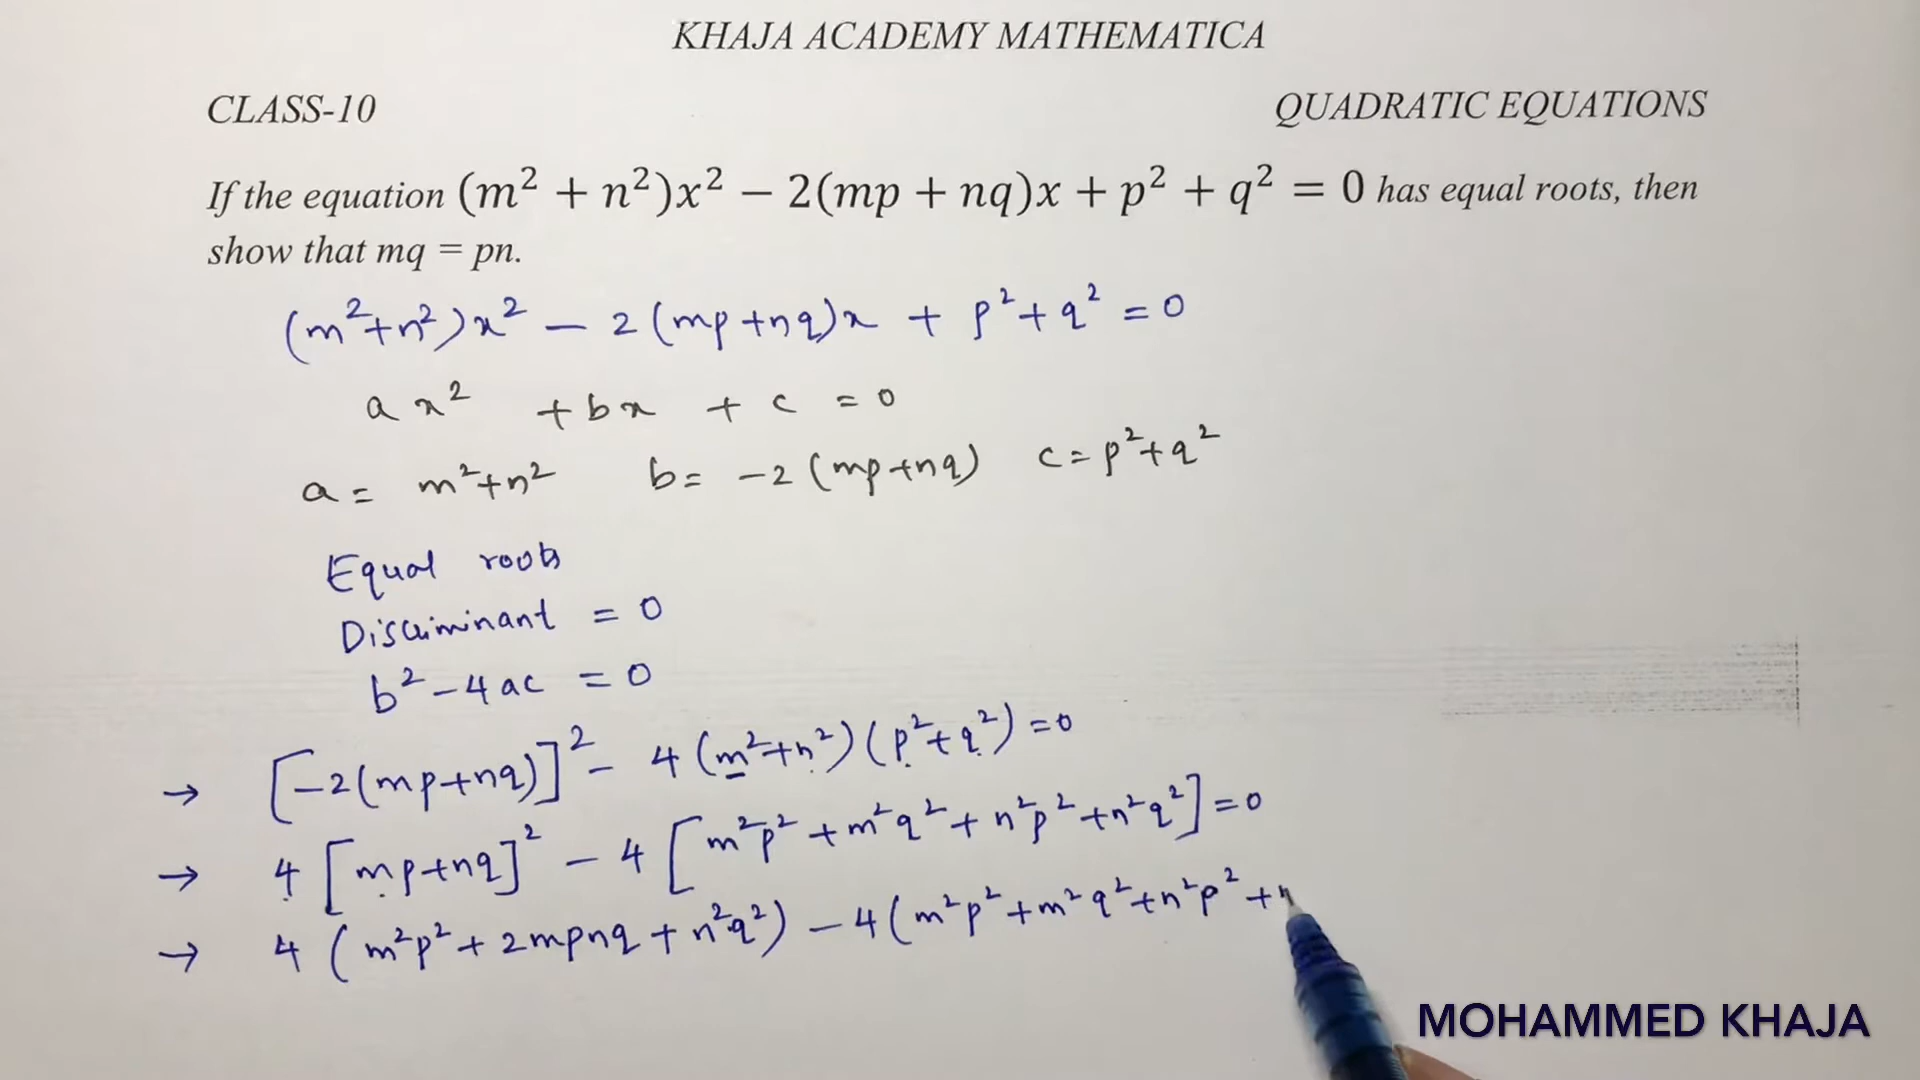 KHAJA ACADEMY MATHEMATICA
CLASS-10 QUADRATIC EQUATIONS
If the equation (m² + n²)x² − 2(mp + nq)x + p² + q² = 0 has equal roots, then
show that mq = pn.
(m²+n²)x² − 2(mp+nq)x + p²+q² = 0
ax² + bx + c = 0
a = m²+n² b = −2(mp+nq) c = p²+q²
Equal roots
Discriminant = 0
b² − 4ac = 0
→ [−2(mp+nq)]² − 4(m²+n²)(p²+q²) = 0
→ 4[mp+nq]² − 4[m²p² + m²q² + n²p² + n²q²] = 0
→ 4(m²p² + 2mpnq + n²q²) − 4(m²p² + m²q² + n²p² +
MOHAMMED KHAJA